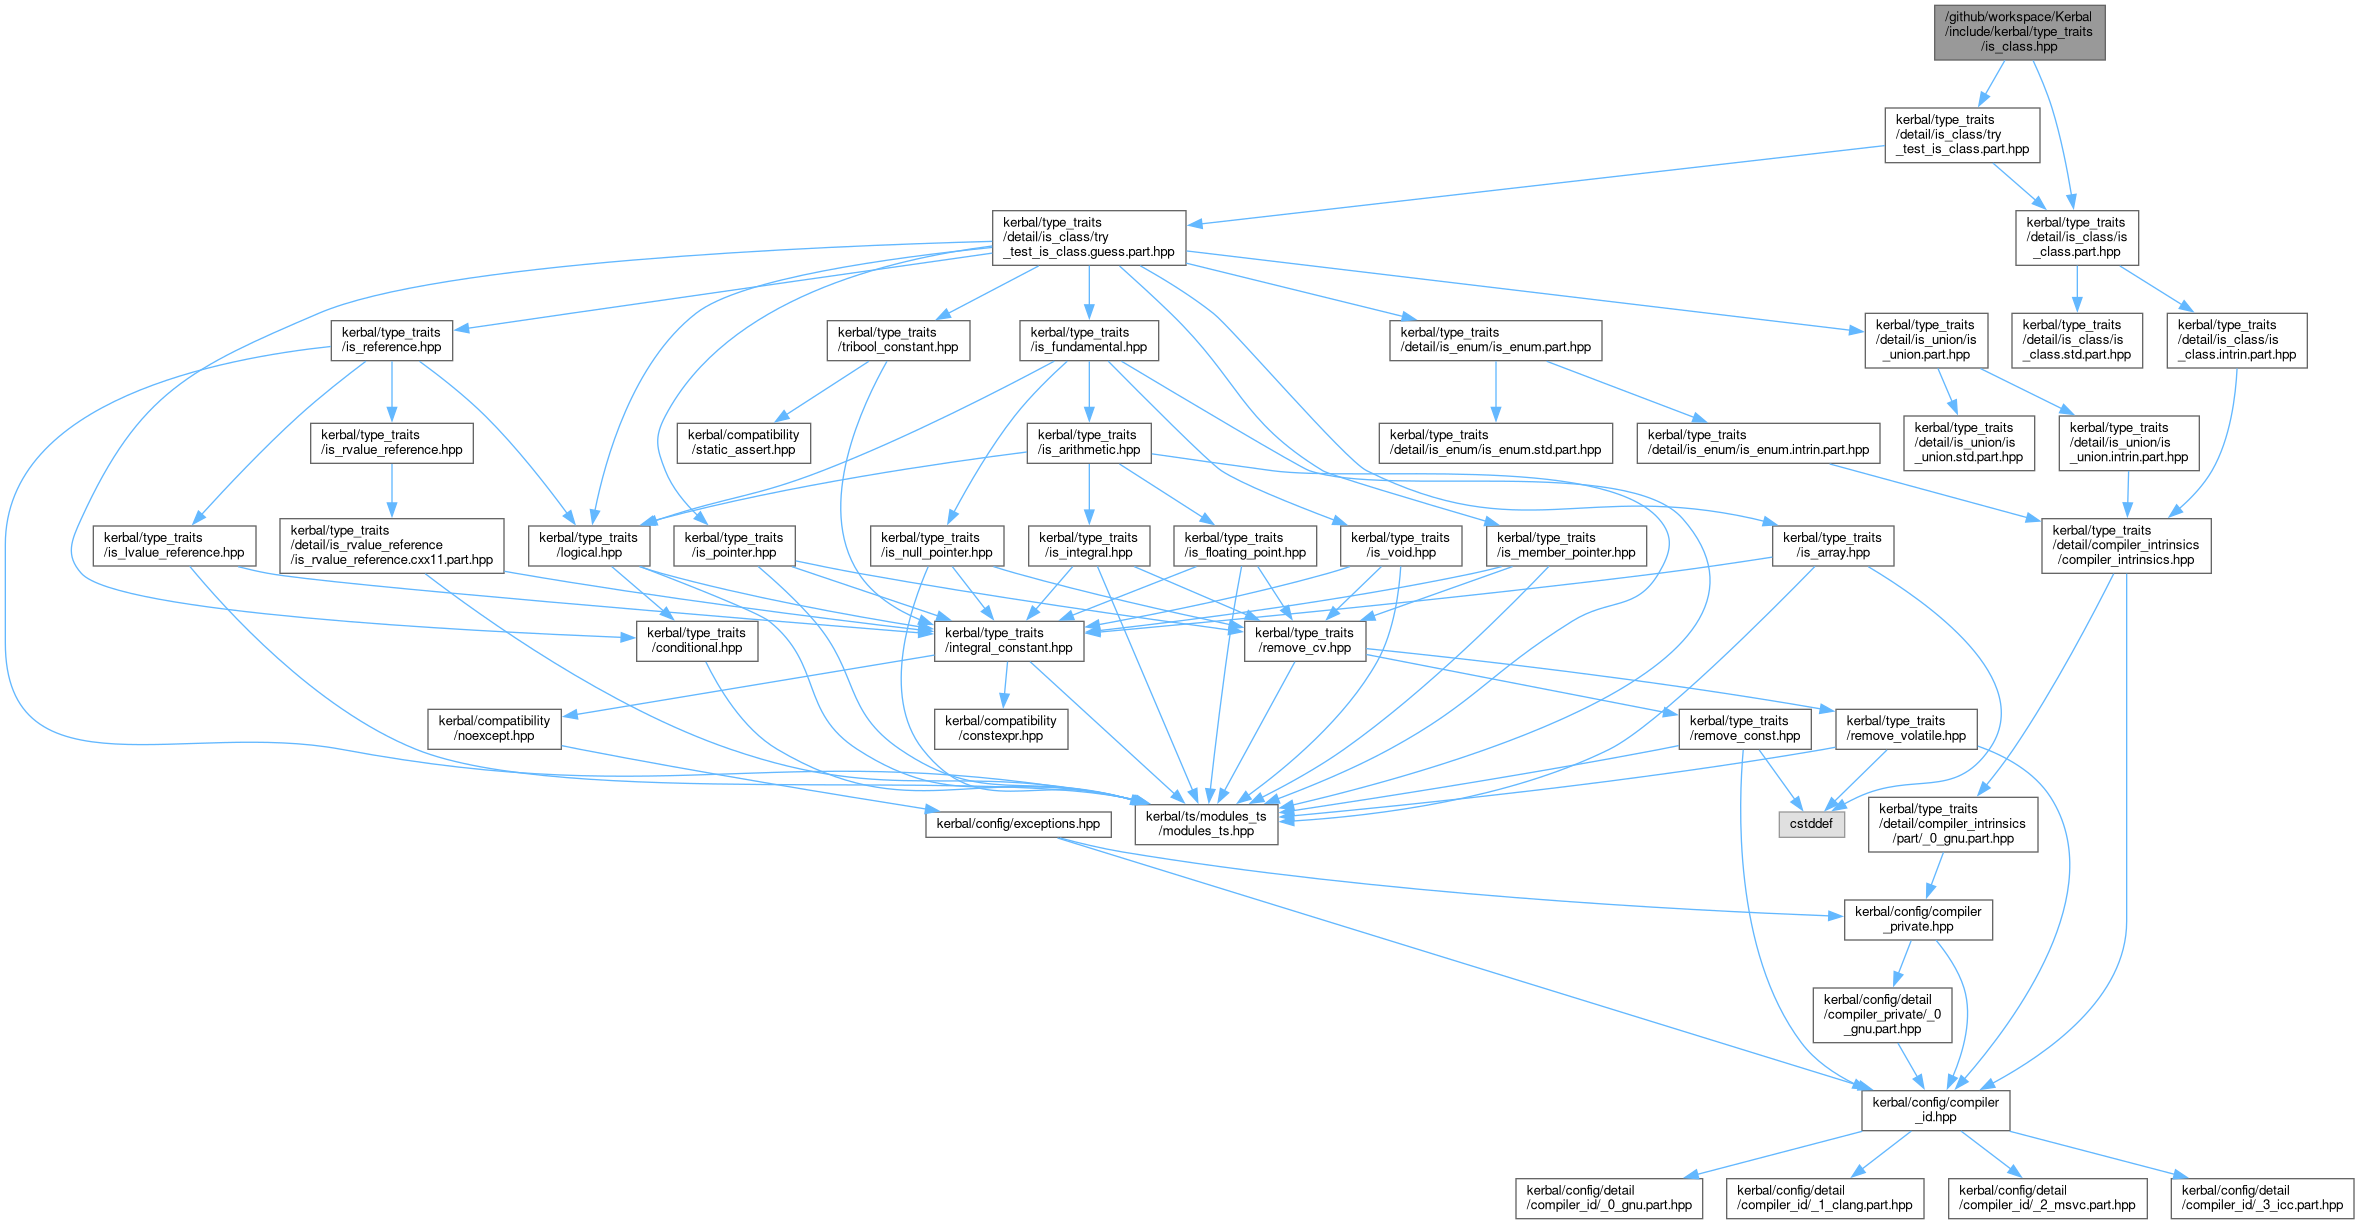 /github/workspace/Kerbal
/include/kerbal/type_traits
/is_class.hpp
kerbal/type_traits
/detail/is_class/try
_test_is_class.part.hpp
kerbal/type_traits
/detail/is_class/try
_test_is_class.guess.part.hpp
kerbal/type_traits
/detail/is_class/is
_class.part.hpp
kerbal/type_traits
/is_reference.hpp
kerbal/type_traits
/tribool_constant.hpp
kerbal/type_traits
/is_fundamental.hpp
kerbal/type_traits
/detail/is_enum/is_enum.part.hpp
kerbal/type_traits
/detail/is_union/is
_union.part.hpp
kerbal/type_traits
/detail/is_class/is
_class.std.part.hpp
kerbal/type_traits
/detail/is_class/is
_class.intrin.part.hpp
kerbal/type_traits
/is_rvalue_reference.hpp
kerbal/compatibility
/static_assert.hpp
kerbal/type_traits
/is_arithmetic.hpp
kerbal/type_traits
/detail/is_enum/is_enum.std.part.hpp
kerbal/type_traits
/detail/is_enum/is_enum.intrin.part.hpp
kerbal/type_traits
/detail/is_union/is
_union.std.part.hpp
kerbal/type_traits
/detail/is_union/is
_union.intrin.part.hpp
kerbal/type_traits
/is_lvalue_reference.hpp
kerbal/type_traits
/detail/is_rvalue_reference
/is_rvalue_reference.cxx11.part.hpp
kerbal/type_traits
/logical.hpp
kerbal/type_traits
/is_pointer.hpp
kerbal/type_traits
/is_null_pointer.hpp
kerbal/type_traits
/is_integral.hpp
kerbal/type_traits
/is_floating_point.hpp
kerbal/type_traits
/is_void.hpp
kerbal/type_traits
/is_member_pointer.hpp
kerbal/type_traits
/is_array.hpp
kerbal/type_traits
/detail/compiler_intrinsics
/compiler_intrinsics.hpp
kerbal/type_traits
/conditional.hpp
kerbal/type_traits
/integral_constant.hpp
kerbal/type_traits
/remove_cv.hpp
kerbal/compatibility
/noexcept.hpp
kerbal/compatibility
/constexpr.hpp
kerbal/type_traits
/remove_const.hpp
kerbal/type_traits
/remove_volatile.hpp
kerbal/config/exceptions.hpp
kerbal/ts/modules_ts
/modules_ts.hpp
cstddef
kerbal/type_traits
/detail/compiler_intrinsics
/part/_0_gnu.part.hpp
kerbal/config/compiler
_private.hpp
kerbal/config/detail
/compiler_private/_0
_gnu.part.hpp
kerbal/config/compiler
_id.hpp
kerbal/config/detail
/compiler_id/_0_gnu.part.hpp
kerbal/config/detail
/compiler_id/_1_clang.part.hpp
kerbal/config/detail
/compiler_id/_2_msvc.part.hpp
kerbal/config/detail
/compiler_id/_3_icc.part.hpp